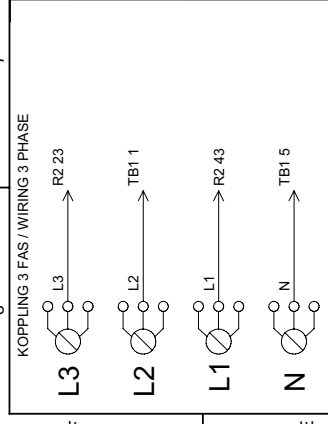 KOPPLING 3 FAS / WIRING 3 PHASE
L3 L3 R2 23
L2 L2 TB1 1
L1 L1 R2 43
N N TB1 5